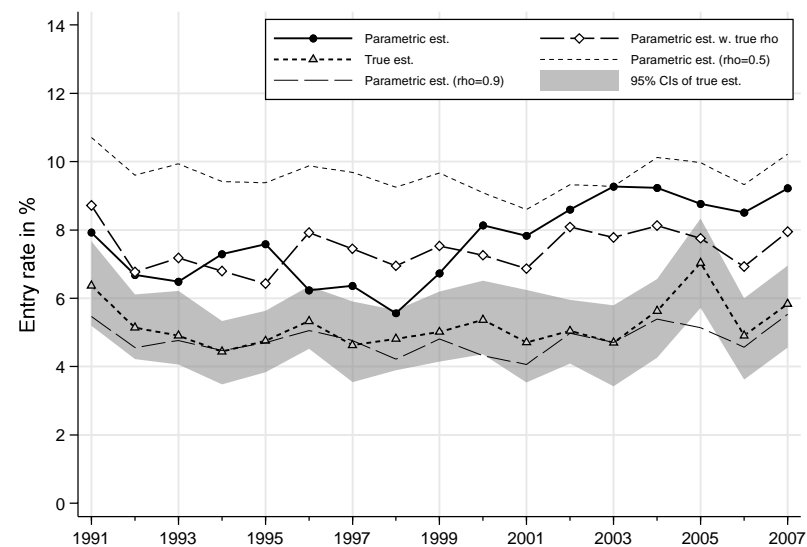 Parametric est.
Parametric est. w. true rho
True est.
Parametric est. (rho=0.5)
Parametric est. (rho=0.9)
95% CIs of true est.
Entry rate in %
14
12
10
8
6
4
2
0
1991 1993 1995 1997 1999 2001 2003 2005 2007